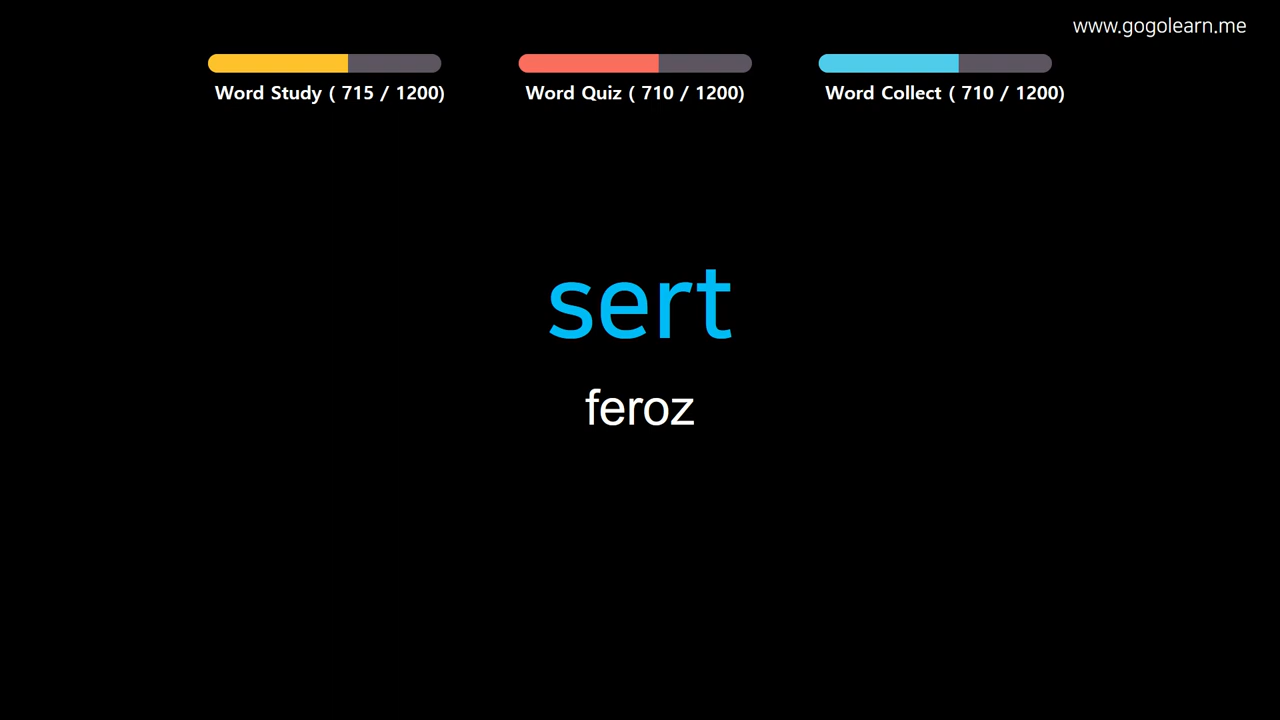 www.gogolearn.me
Word Study ( 715 / 1200)
Word Quiz ( 710 / 1200)
Word Collect ( 710 / 1200)
sert
feroz